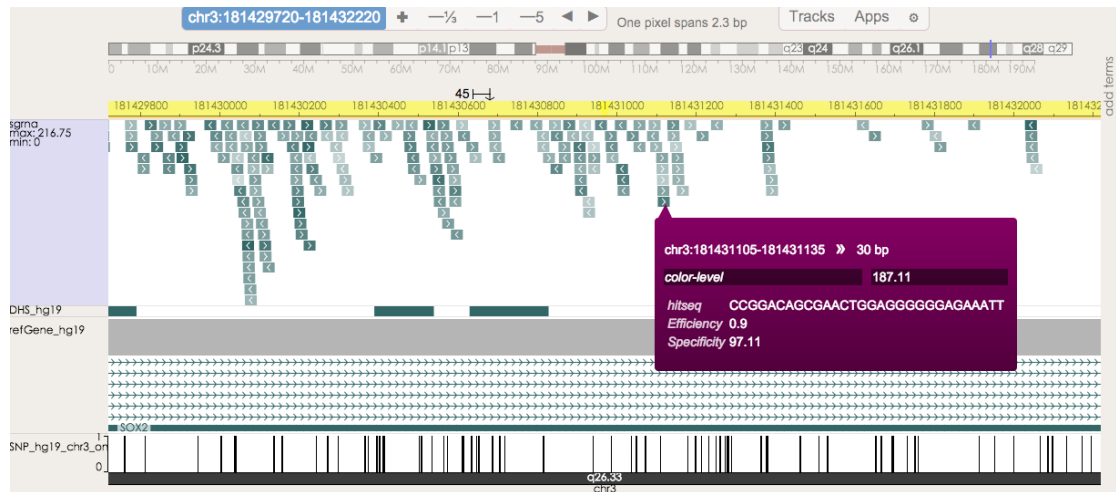 chr3:181429720-181432220 + —⅓ —1 —5 ◀ ▶ One pixel spans 2.3 bp Tracks Apps ⚙
p24.3 p14.1 p13 q23 q24 q26.1 q28 q29
0 10M 20M 30M 40M 50M 60M 70M 80M 90M 100M 110M 120M 130M 140M 150M 160M 170M 180M 190M
add terms
45
181429800 181430000 181430200 181430400 181430600 181430800 181431000 181431200 181431400 181431600 181431800 181432000 181432
sgrna
max: 216.75
min: 0
chr3:181431105-181431135 » 30 bp
color-level 187.11
hitseq CCGGACAGCGAACTGGAGGGGGGAGAAATT
Efficiency 0.9
Specificity 97.11
DHS_hg19
refGene_hg19
SOX2
SNP_hg19_chr3_on
1
0
q26.33
chr3